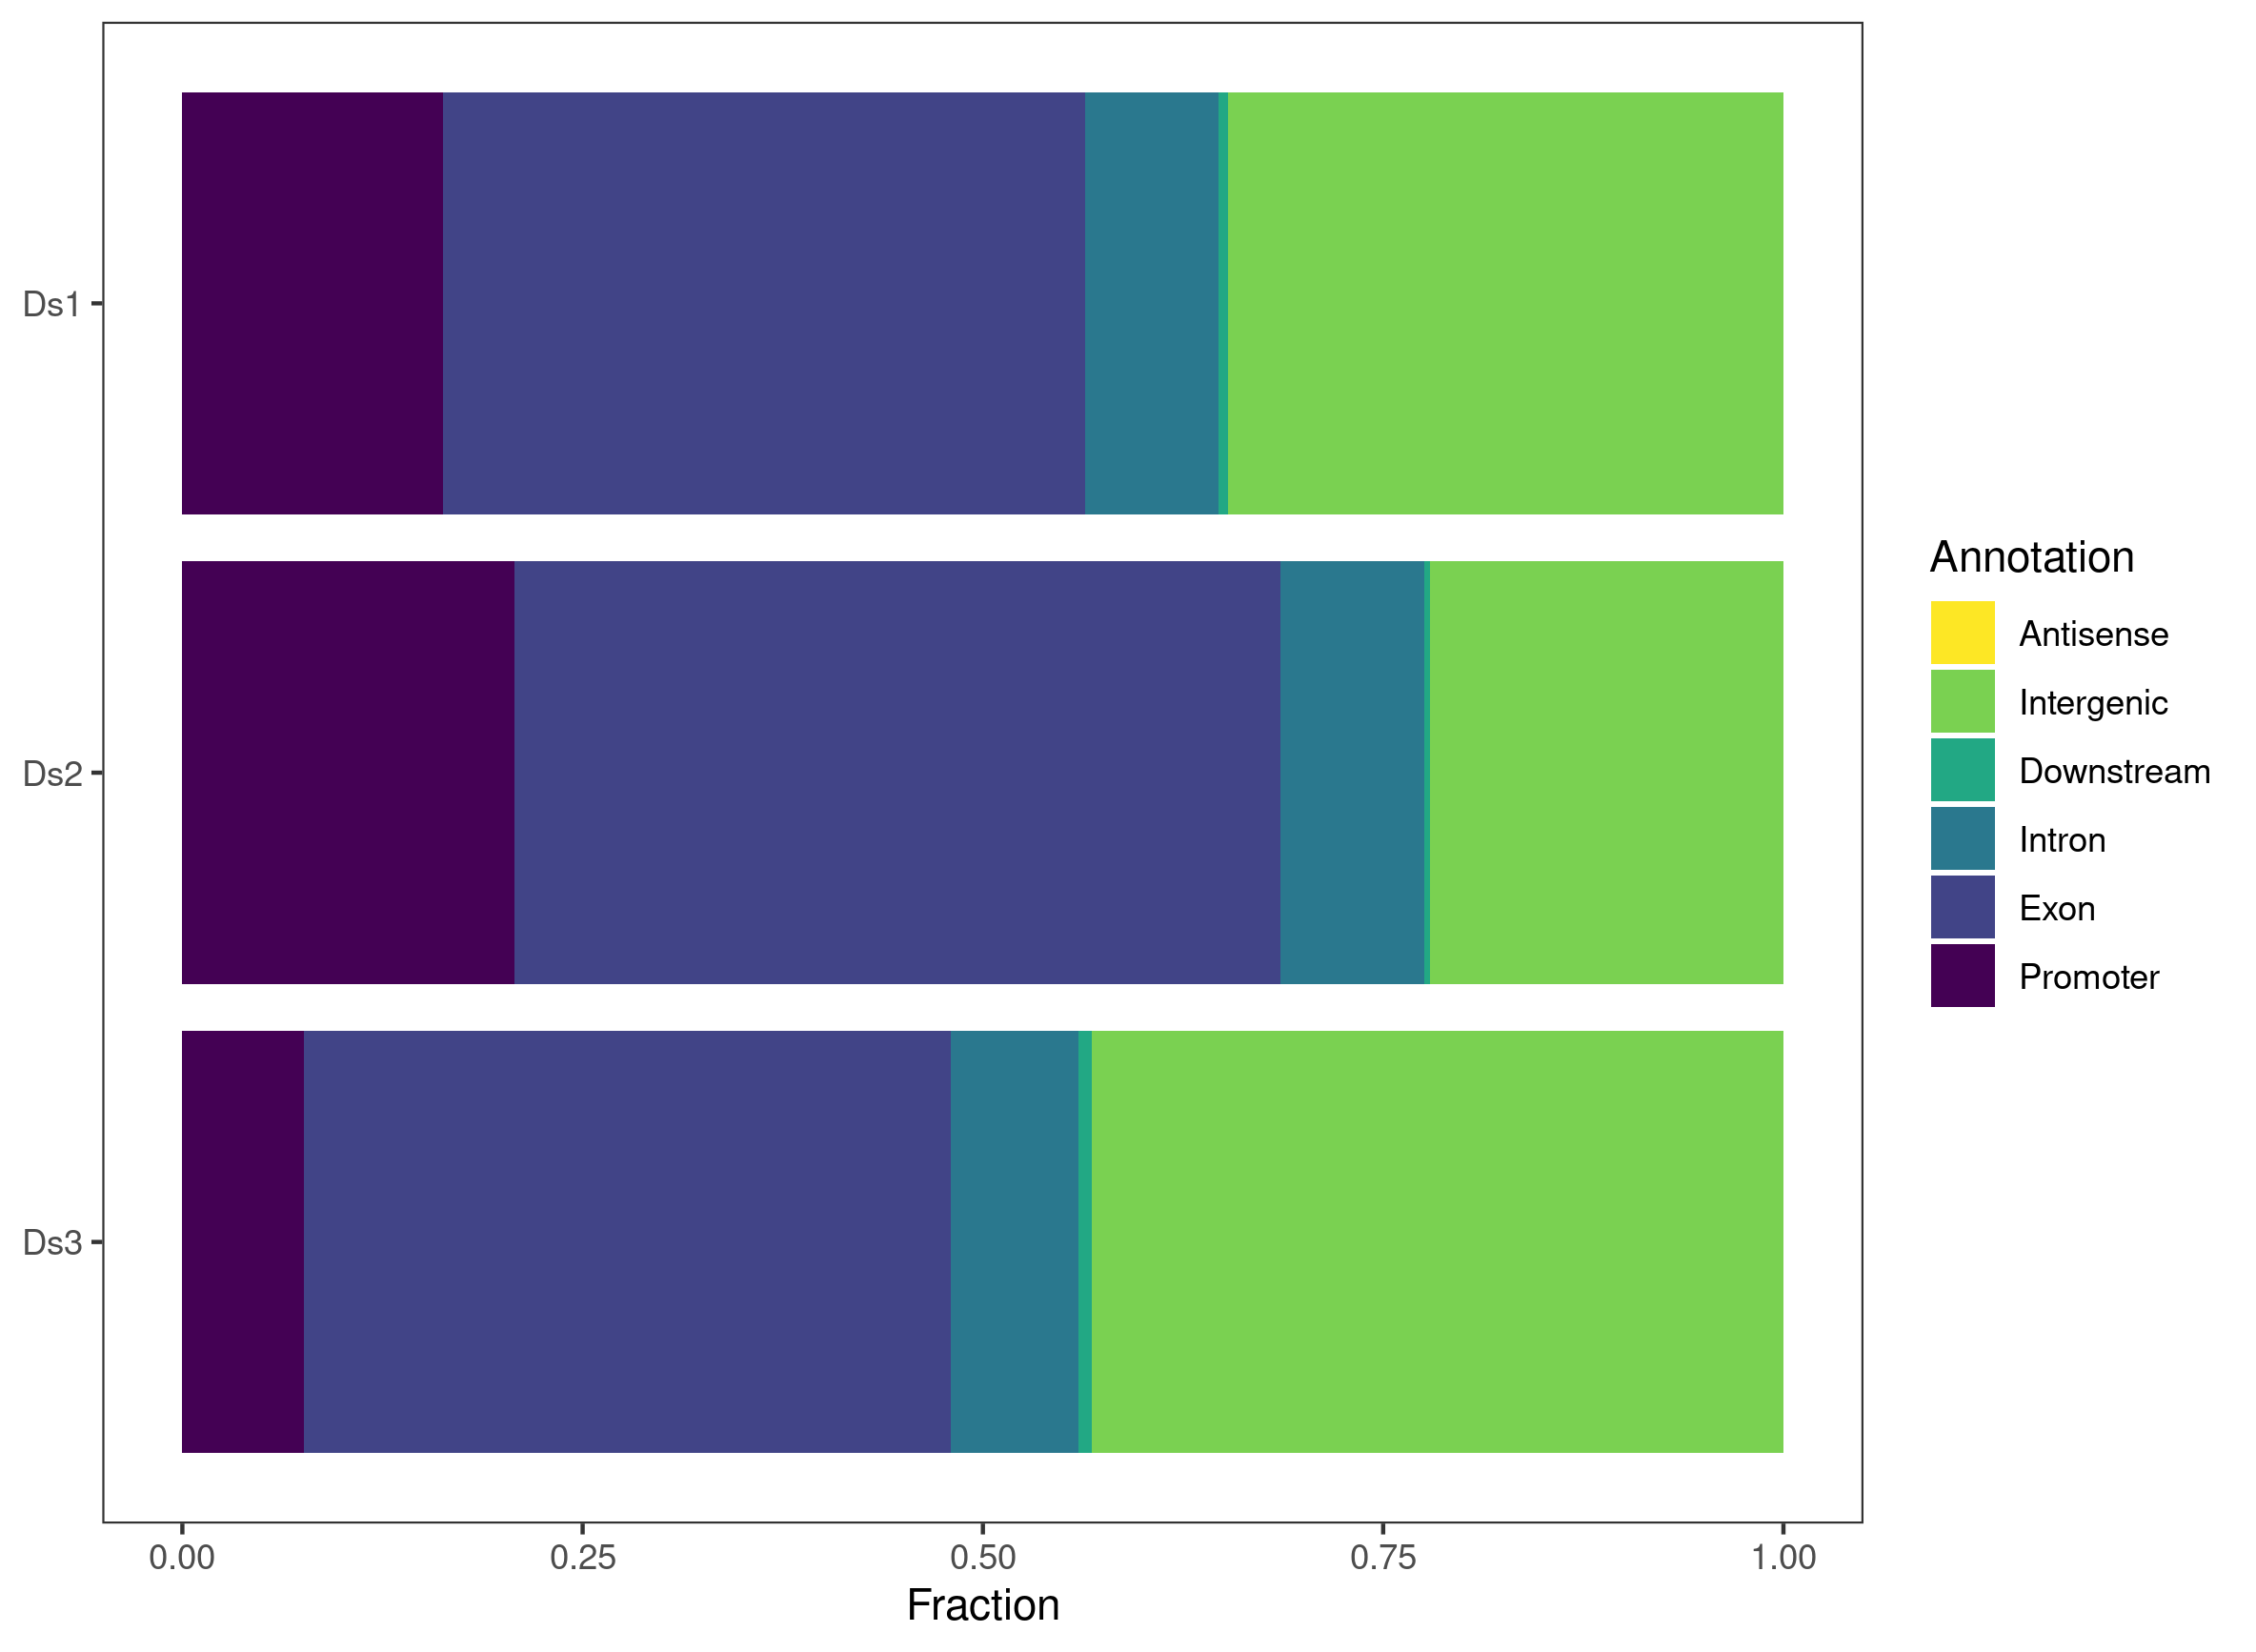 Ds1
Ds2
Ds3
0.00 0.25 0.50 0.75 1.00
Fraction
Annotation
Antisense
Intergenic
Downstream
Intron
Exon
Promoter